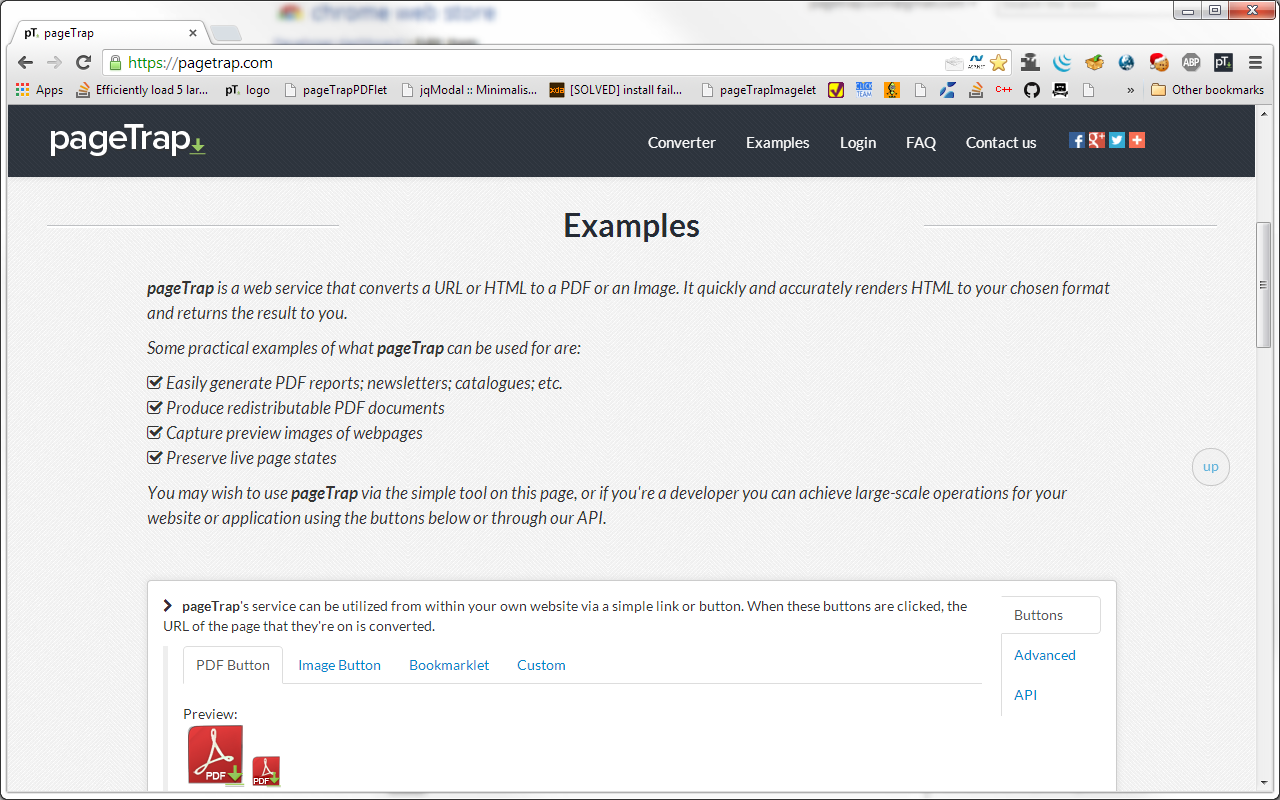 chrome web store
pT. pageTrap
https://pagetrap.com
ABP
pT.
Apps
Efficiently load 5 lar...
pT. logo
pageTrapPDFlet
jqModal :: Minimalis...
xda [SOLVED] install fail...
pageTrapImagelet
CLICK TEAM
C++
»
Other bookmarks
pageTrap
Converter
Examples
Login
FAQ
Contact us
Examples
pageTrap is a web service that converts a URL or HTML to a PDF or an Image. It quickly and accurately renders HTML to your chosen format
and returns the result to you.
Some practical examples of what pageTrap can be used for are:
Easily generate PDF reports; newsletters; catalogues; etc.
Produce redistributable PDF documents
Capture preview images of webpages
Preserve live page states
up
You may wish to use pageTrap via the simple tool on this page, or if you're a developer you can achieve large-scale operations for your
website or application using the buttons below or through our API.
pageTrap's service can be utilized from within your own website via a simple link or button. When these buttons are clicked, the
URL of the page that they're on is converted.
Buttons
Advanced
API
PDF Button
Image Button
Bookmarklet
Custom
Preview:
PDF
PDF